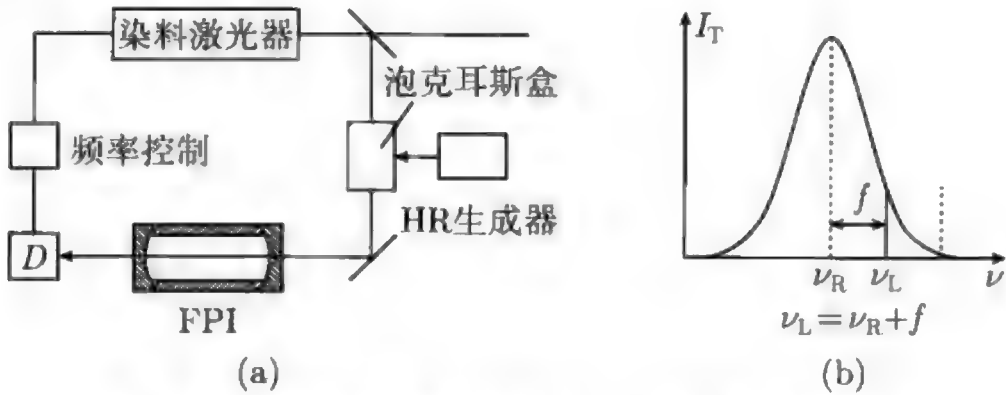 染料激光器
泡克耳斯盒
频率控制
HR生成器
D
FPI
(a)
I_T
f
ν_R
ν_L
ν
ν_L=ν_R+f
(b)